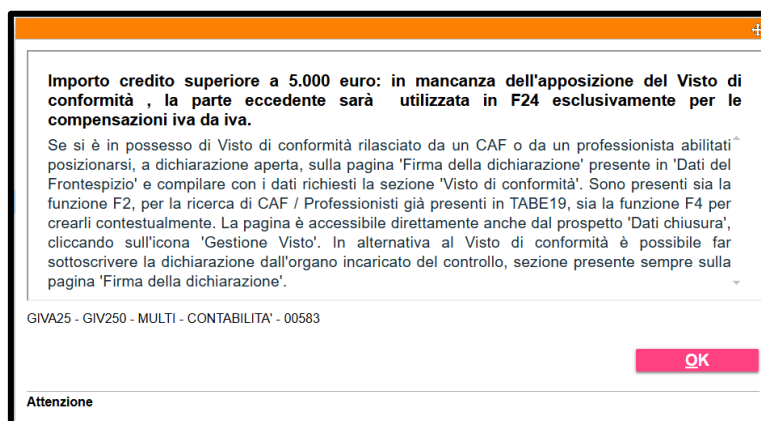 Importo credito superiore a 5.000 euro: in mancanza dell'apposizione del Visto di
conformità , la parte eccedente sarà utilizzata in F24 esclusivamente per le
compensazioni iva da iva.
Se si è in possesso di Visto di conformità rilasciato da un CAF o da un professionista abilitati
posizionarsi, a dichiarazione aperta, sulla pagina 'Firma della dichiarazione' presente in 'Dati del
Frontespizio' e compilare con i dati richiesti la sezione 'Visto di conformità'. Sono presenti sia la
funzione F2, per la ricerca di CAF / Professionisti già presenti in TABE19, sia la funzione F4 per
crearli contestualmente. La pagina è accessibile direttamente anche dal prospetto 'Dati chiusura',
cliccando sull'icona 'Gestione Visto'. In alternativa al Visto di conformità è possibile far
sottoscrivere la dichiarazione dall'organo incaricato del controllo, sezione presente sempre sulla
pagina 'Firma della dichiarazione'.
GIVA25 - GIV250 - MULTI - CONTABILITA' - 00583
OK
Attenzione